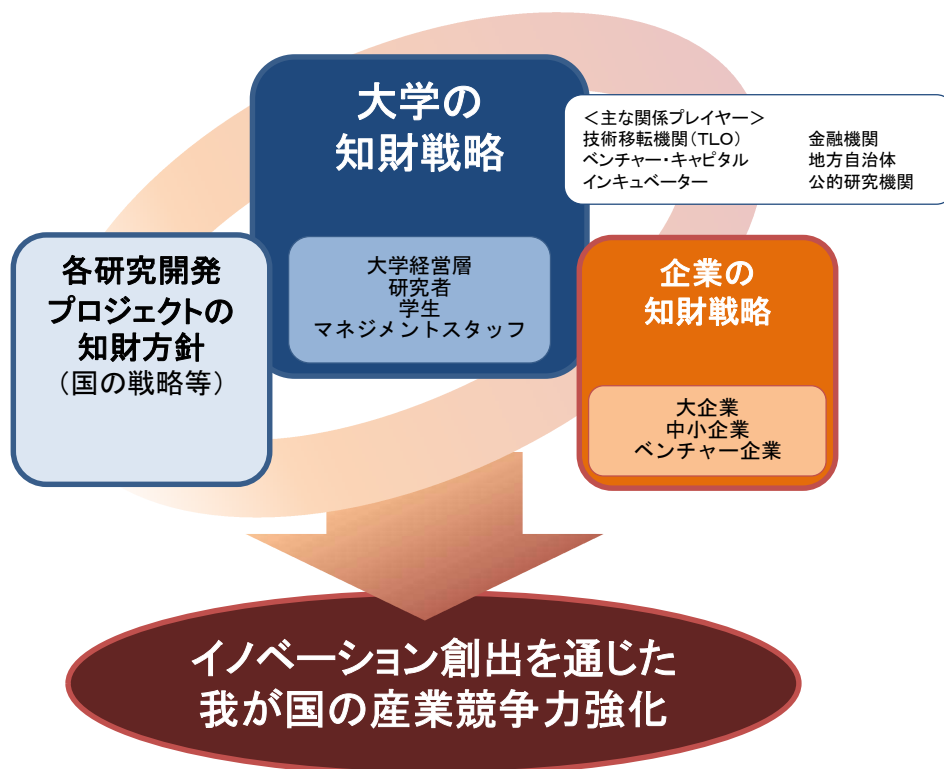 大学の
知財戦略
大学経営層
研究者
学生
マネジメントスタッフ
<主な関係プレイヤー>
技術移転機関(TLO) 金融機関
ベンチャー・キャピタル 地方自治体
インキュベーター 公的研究機関
各研究開発
プロジェクトの
知財方針
(国の戦略等)
企業の
知財戦略
大企業
中小企業
ベンチャー企業
イノベーション創出を通じた
我が国の産業競争力強化